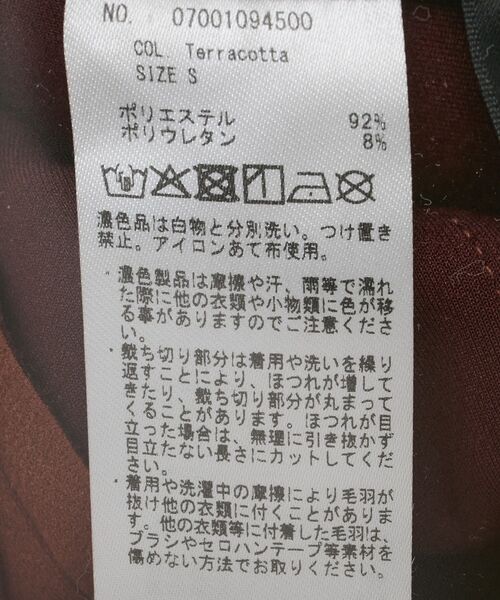 NO. 07001094500
COL Terracotta
SIZE S
ポリエステル 92%
ポリウレタン 8%
濃色品は白物と分別洗い。つけ置き
禁止。アイロンあて布使用。
・濃色製品は摩擦や汗、雨等で濡れ
た際に他の衣類や小物類に色が移
る事がありますのでご注意くださ
い。
・裁ち切り部分は着用や洗いを繰り
返すことにより、ほつれが増して
きたり、裁ち切り部分が丸まって
くることがあります。ほつれが目
立った場合は、無理に引き抜かず
目立たない長さにカットしてくだ
さい。
・着用や洗濯中の摩擦により毛羽が
抜け他の衣類に付くことがありま
す。他の衣類等に付着した毛羽は、
ブラシやセロハンテープ等素材を
傷めない方法でお取りください。